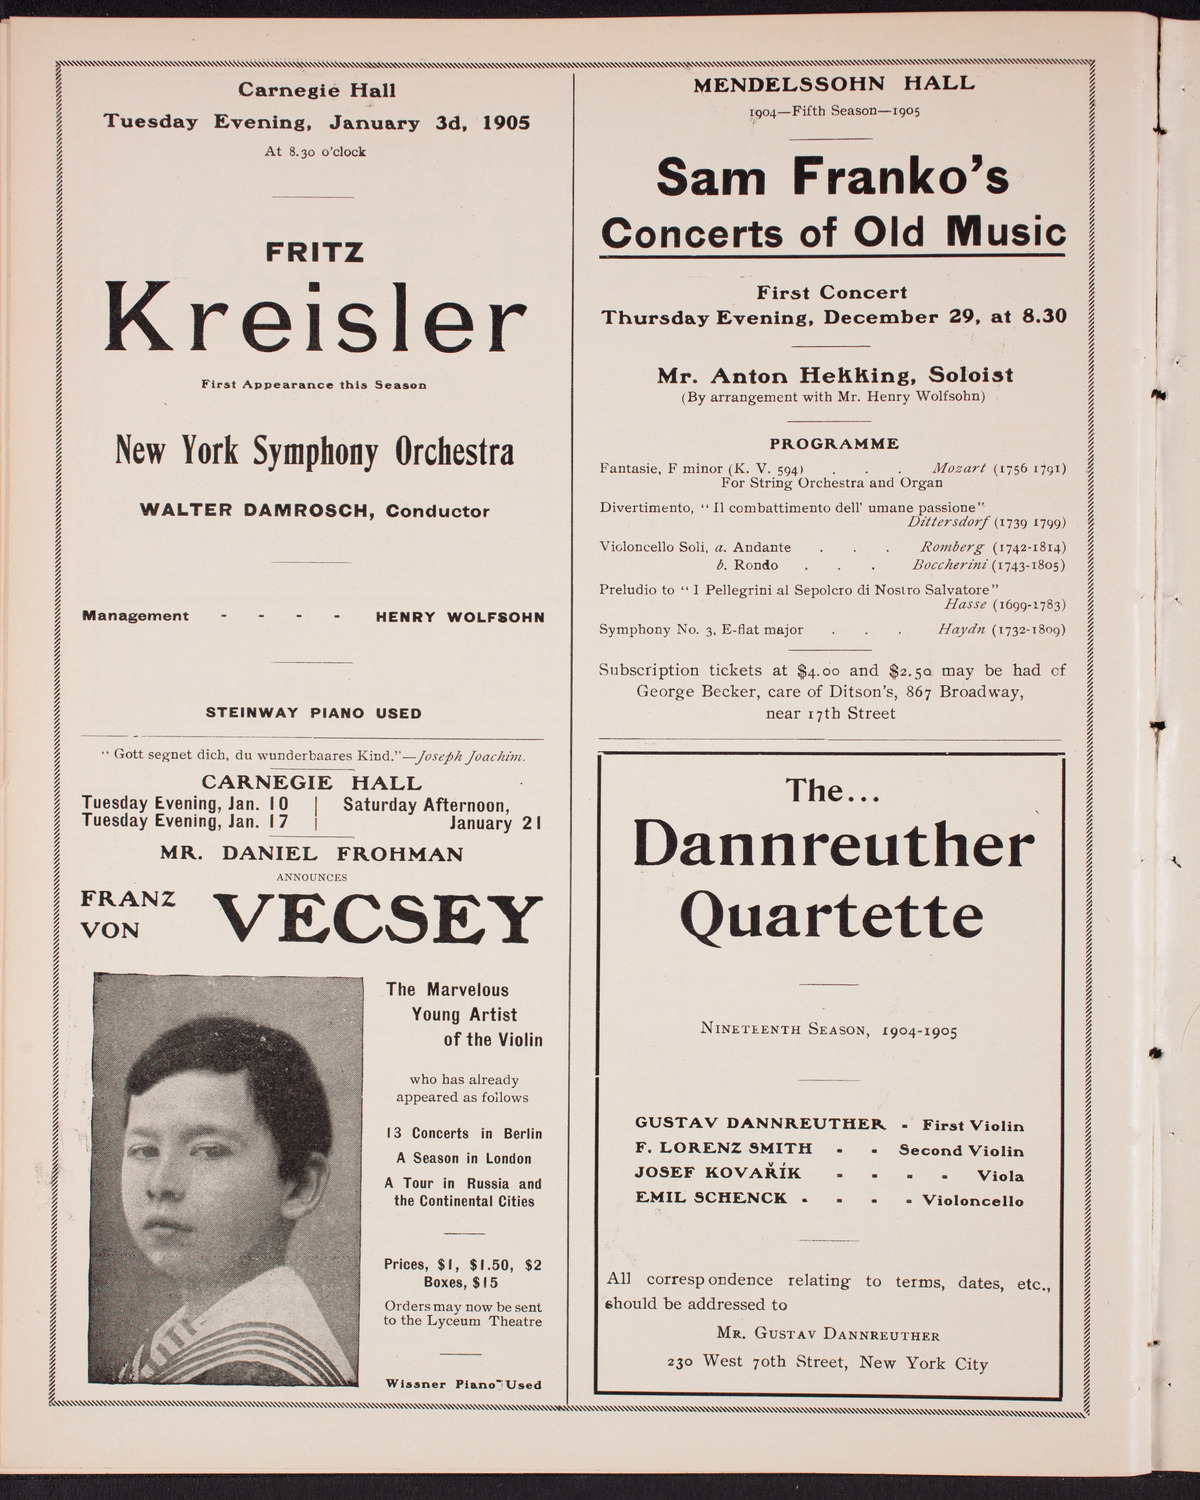 Carnegie Hall
Tuesday Evening, January 3d, 1905
At 8.30 o'clock
FRITZ
Kreisler
First Appearance this Season
New York Symphony Orchestra
WALTER DAMROSCH, Conductor
Management - - - - HENRY WOLFSOHN
STEINWAY PIANO USED
"Gott segnet dich, du wunderbaares Kind."—Joseph Joachim.
CARNEGIE HALL
Tuesday Evening, Jan. 10 | Saturday Afternoon,
Tuesday Evening, Jan. 17 | January 21
MR. DANIEL FROHMAN
ANNOUNCES
FRANZ
VON VECSEY
The Marvelous
Young Artist
of the Violin
who has already
appeared as follows
13 Concerts in Berlin
A Season in London
A Tour in Russia and
the Continental Cities
Prices, $1, $1.50, $2
Boxes, $15
Orders may now be sent
to the Lyceum Theatre
Wissner Piano Used
MENDELSSOHN HALL
1904—Fifth Season—1905
Sam Franko's
Concerts of Old Music
First Concert
Thursday Evening, December 29, at 8.30
Mr. Anton Hekking, Soloist
(By arrangement with Mr. Henry Wolfsohn)
PROGRAMME
Fantasie, F minor (K. V. 594) . . . Mozart (1756 1791)
For String Orchestra and Organ
Divertimento, "Il combattimento dell' umane passione"
Dittersdorf (1739 1799)
Violoncello Soli, a. Andante . . . Romberg (1742-1814)
b. Rondo . . . Boccherini (1743-1805)
Preludio to "I Pellegrini al Sepolcro di Nostro Salvatore"
Hasse (1699-1783)
Symphony No. 3, E-flat major . . . Haydn (1732-1809)
Subscription tickets at $4.00 and $2.50 may be had of
George Becker, care of Ditson's, 867 Broadway,
near 17th Street
The...
Dannreuther
Quartette
NINETEENTH SEASON, 1904-1905
GUSTAV DANNREUTHER - First Violin
F. LORENZ SMITH - - Second Violin
JOSEF KOVAŘÍK - - - - Viola
EMIL SCHENCK - - - - Violoncello
All correspondence relating to terms, dates, etc.,
should be addressed to
MR. GUSTAV DANNREUTHER
230 West 70th Street, New York City